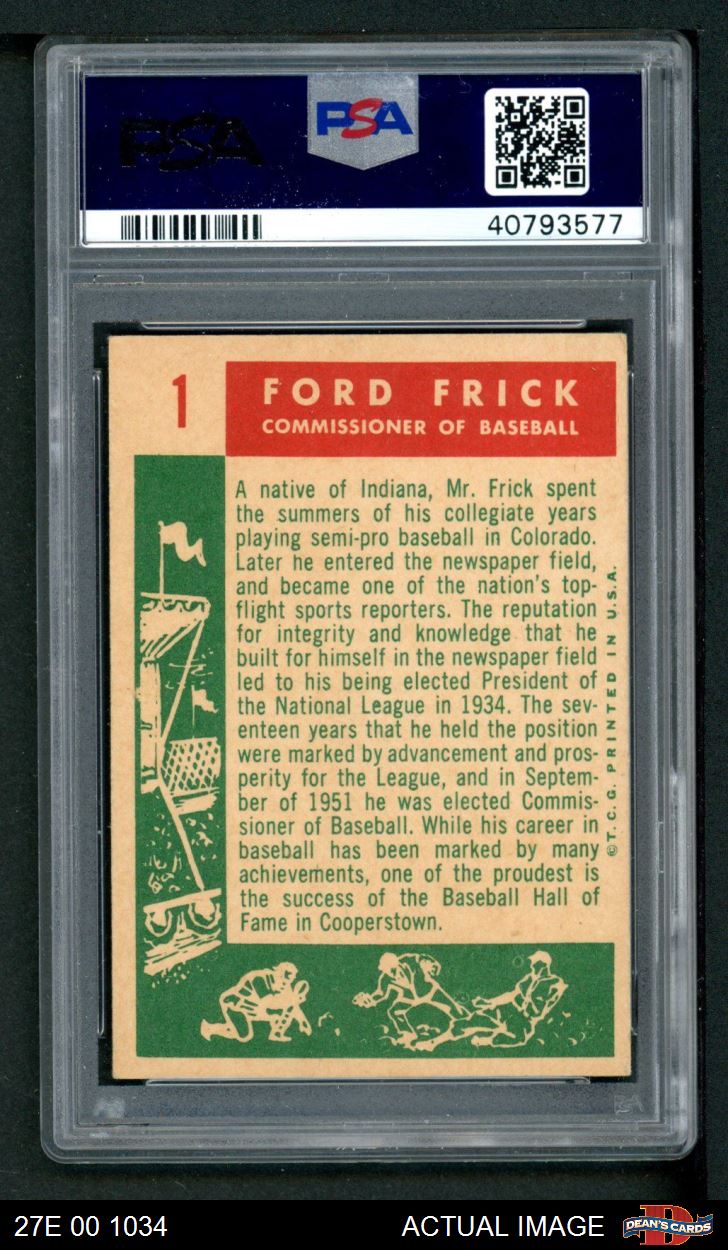 PSA
PSA
40793577
1
FORD FRICK
COMMISSIONER OF BASEBALL
A native of Indiana, Mr. Frick spent
the summers of his collegiate years
playing semi-pro baseball in Colorado.
Later he entered the newspaper field,
and became one of the nation's top-
flight sports reporters. The reputation
for integrity and knowledge that he
built for himself in the newspaper field
led to his being elected President of
the National League in 1934. The sev-
enteen years that he held the position
were marked by advancement and pros-
perity for the League, and in Septem-
ber of 1951 he was elected Commis-
sioner of Baseball. While his career in
baseball has been marked by many
achievements, one of the proudest is
the success of the Baseball Hall of
Fame in Cooperstown.
©T.C.G. PRINTED IN U.S.A.
27E 00 1034
ACTUAL IMAGE
DEAN'S CARDS